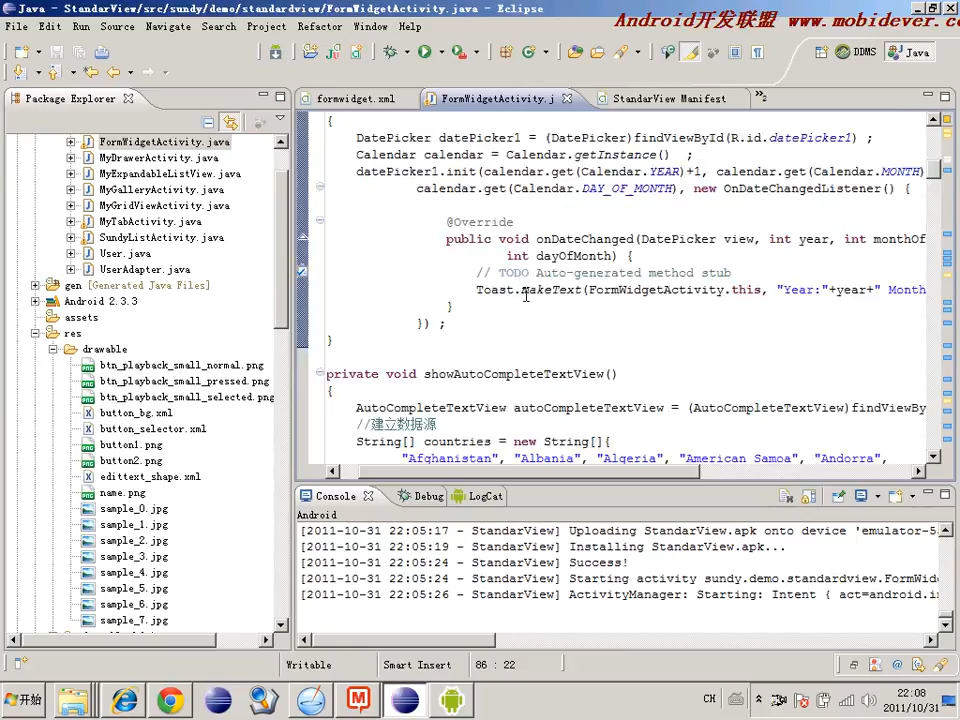 Java - StandarView/src/sundy/demo/standardview/FormWidgetActivity.java - Eclipse
Android开发联盟 www.mobidever.co
File Edit Run Source Navigate Search Project Refactor Window Help
DDMS Java
Package Explorer
formwidget.xml FormWidgetActivity.j StandarView Manifest »2
FormWidgetActivity.java
MyDrawerActivity.java
MyExpandableListView.java
MyGalleryActivity.java
MyGridViewActivity.java
MyTabActivity.java
SundyListActivity.java
User.java
UserAdapter.java
gen [Generated Java Files]
Android 2.3.3
assets
res
drawable
btn_playback_small_normal.png
btn_playback_small_pressed.png
btn_playback_small_selected.png
button_bg.xml
button_selector.xml
button1.png
button2.png
edittext_shape.xml
name.png
sample_0.jpg
sample_1.jpg
sample_2.jpg
sample_3.jpg
sample_4.jpg
sample_5.jpg
sample_6.jpg
sample_7.jpg
{
DatePicker datePicker1 = (DatePicker)findViewById(R.id.datePicker1) ;
Calendar calendar = Calendar.getInstance() ;
datePicker1.init(calendar.get(Calendar.YEAR)+1, calendar.get(Calendar.MONTH)
calendar.get(Calendar.DAY_OF_MONTH), new OnDateChangedListener() {
@Override
public void onDateChanged(DatePicker view, int year, int monthOf
int dayOfMonth) {
// TODO Auto-generated method stub
Toast.makeText(FormWidgetActivity.this, "Year:"+year+" Month
}
}) ;
}
private void showAutoCompleteTextView()
{
AutoCompleteTextView autoCompleteTextView = (AutoCompleteTextView)findViewBy
//建立数据源
String[] countries = new String[]{
"Afghanistan", "Albania", "Algeria", "American Samoa", "Andorra",
Console Debug LogCat
Android
[2011-10-31 22:05:17 - StandarView] Uploading StandarView.apk onto device 'emulator-5
[2011-10-31 22:05:19 - StandarView] Installing StandarView.apk...
[2011-10-31 22:05:24 - StandarView] Success!
[2011-10-31 22:05:24 - StandarView] Starting activity sundy.demo.standardview.FormWid
[2011-10-31 22:05:26 - StandarView] ActivityManager: Starting: Intent { act=android.i
Writable Smart Insert 86 : 22
开始 CH 22:08
2011/10/31